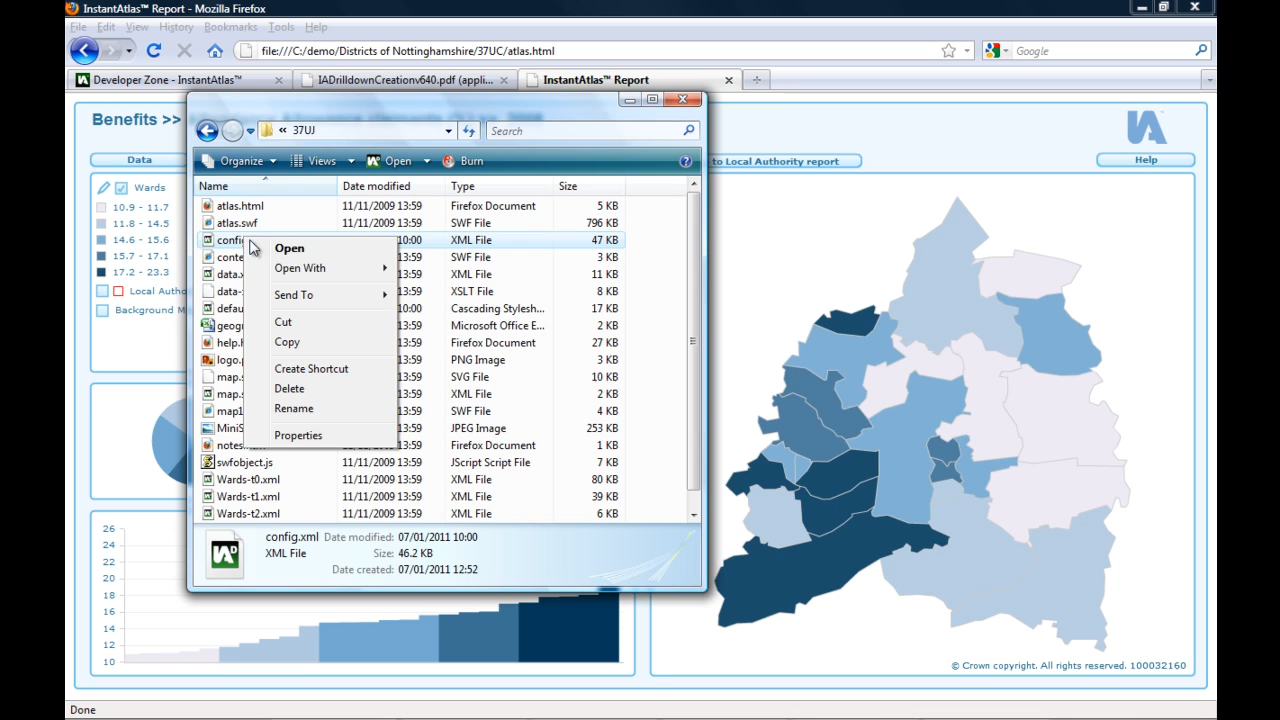 InstantAtlas™ Report - Mozilla Firefox
File Edit View History Bookmarks Tools Help
file:///C:/demo/Districts of Nottinghamshire/37UC/atlas.html
Google
Developer Zone - InstantAtlas™
IADrilldownCreationv640.pdf (appli...
InstantAtlas™ Report
Benefits >>
Data
to Local Authority report
Help
Wards
10.9 - 11.7
11.8 - 14.5
14.6 - 15.6
15.7 - 17.1
17.2 - 23.3
Local Autho
Background M
« 37UJ
Search
Organize Views Open Burn
Name Date modified Type Size
atlas.html 11/11/2009 13:59 Firefox Document 5 KB
atlas.swf 11/11/2009 13:59 SWF File 796 KB
confi 10:00 XML File 47 KB
conte 13:59 SWF File 3 KB
data.x 13:59 XML File 11 KB
data- 13:59 XSLT File 8 KB
defau 10:00 Cascading Stylesh... 17 KB
geogr 13:59 Microsoft Office E... 2 KB
help.h 13:59 Firefox Document 27 KB
logo.p 13:59 PNG Image 3 KB
map.s 13:59 SVG File 10 KB
map.s 13:59 XML File 2 KB
map1 13:59 SWF File 4 KB
MiniS 13:59 JPEG Image 253 KB
notes 13:59 Firefox Document 1 KB
swfobject.js 11/11/2009 13:59 JScript Script File 7 KB
Wards-t0.xml 11/11/2009 13:59 XML File 80 KB
Wards-t1.xml 11/11/2009 13:59 XML File 39 KB
Wards-t2.xml 11/11/2009 13:59 XML File 6 KB
Open
Open With
Send To
Cut
Copy
Create Shortcut
Delete
Rename
Properties
config.xml Date modified: 07/01/2011 10:00
XML File Size: 46.2 KB
Date created: 07/01/2011 12:52
26
24
22
20
18
16
14
12
10
© Crown copyright. All rights reserved. 100032160
Done